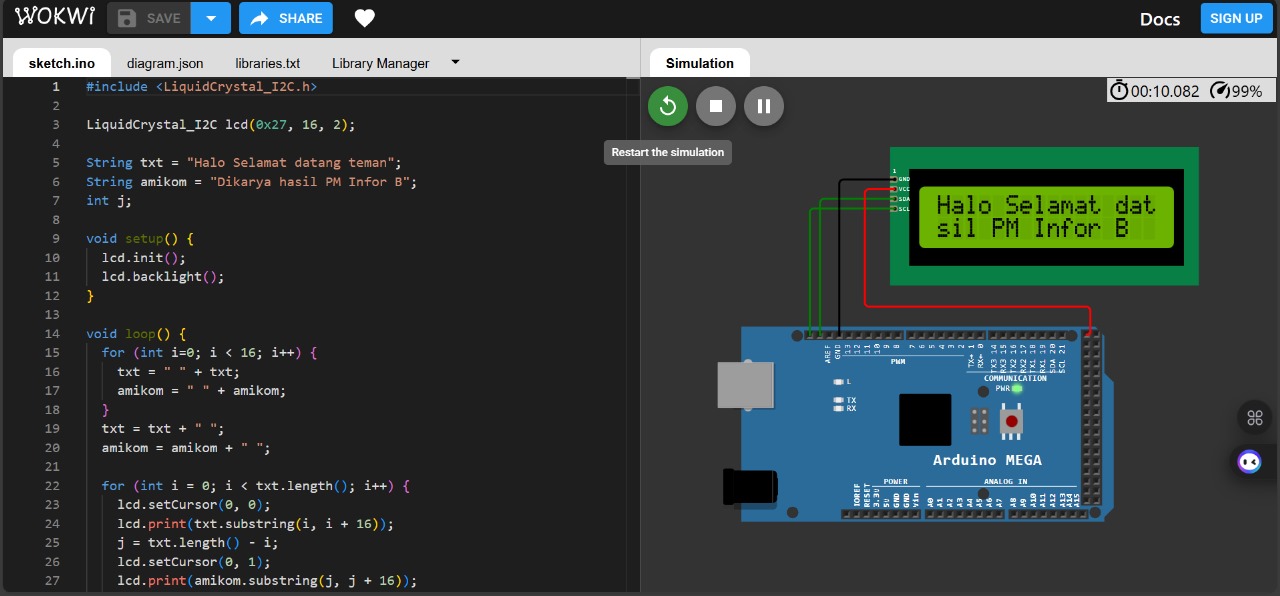 WOKWI SAVE SHARE Docs SIGN UP
sketch.ino diagram.json libraries.txt Library Manager
Simulation
1 #include <LiquidCrystal_I2C.h>
2
3 LiquidCrystal_I2C lcd(0x27, 16, 2);
4
5 String txt = "Halo Selamat datang teman";
6 String amikom = "Dikarya hasil PM Infor B";
7 int j;
8
9 void setup() {
10 lcd.init();
11 lcd.backlight();
12 }
13
14 void loop() {
15 for (int i=0; i < 16; i++) {
16 txt = " " + txt;
17 amikom = " " + amikom;
18 }
19 txt = txt + " ";
20 amikom = amikom + " ";
21
22 for (int i = 0; i < txt.length(); i++) {
23 lcd.setCursor(0, 0);
24 lcd.print(txt.substring(i, i + 16));
25 j = txt.length() - i;
26 lcd.setCursor(0, 1);
27 lcd.print(amikom.substring(j, j + 16));
00:10.082 99%
Restart the simulation
1
GND
VCC
SDA
SCL
Halo Selamat dat
sil PM Infor B
AREF GND 13 12 11 10 9 8 7 6 5 4 3 2 1 0
PWM
TX→ RX← TX3 14 RX3 15 TX2 16 RX2 17 TX1 18 RX1 19 SDA 20 SCL 21
COMMUNICATION
PWR
L
TX
RX
Arduino MEGA
POWER ANALOG IN
IOREF RESET 3.3V 5V GND GND Vin A0 A1 A2 A3 A4 A5 A6 A7 A8 A9 A10 A11 A12 A13 A14 A15